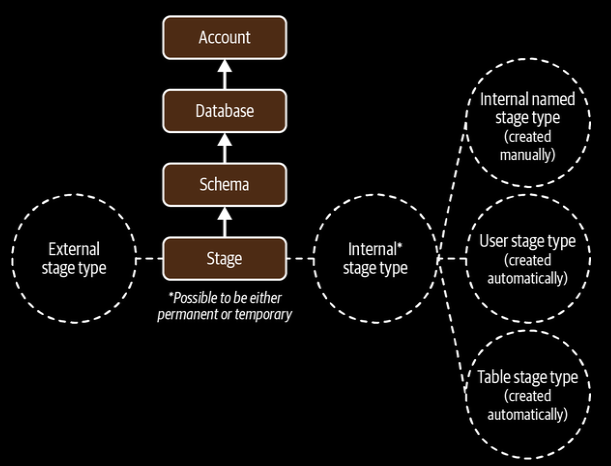 Account
Database
Schema
Stage
*Possible to be either
permanent or temporary
External
stage type
Internal*
stage type
Internal named
stage type
(created
manually)
User stage type
(created
automatically)
Table stage type
(created
automatically)